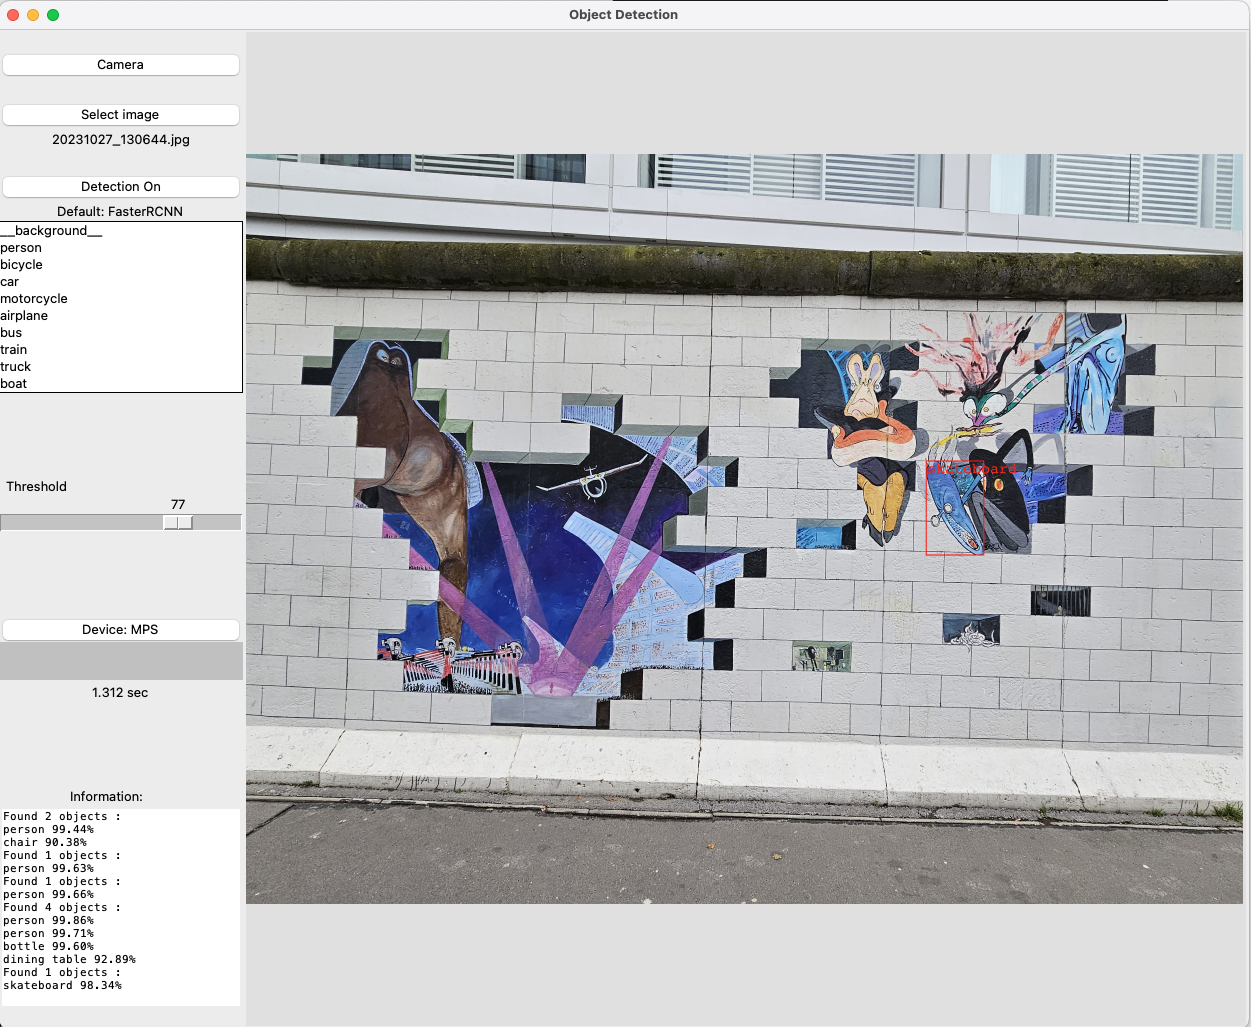 Object Detection
Camera
Select image
20231027_130644.jpg
Detection On
Default: FasterRCNN
__background__
person
bicycle
car
motorcycle
airplane
bus
train
truck
boat
Threshold
77
Device: MPS
1.312 sec
Information:
Found 2 objects :
person 99.44%
chair 90.38%
Found 1 objects :
person 99.63%
Found 1 objects :
person 99.66%
Found 4 objects :
person 99.86%
person 99.71%
bottle 99.60%
dining table 92.89%
Found 1 objects :
skateboard 98.34%
skateboard